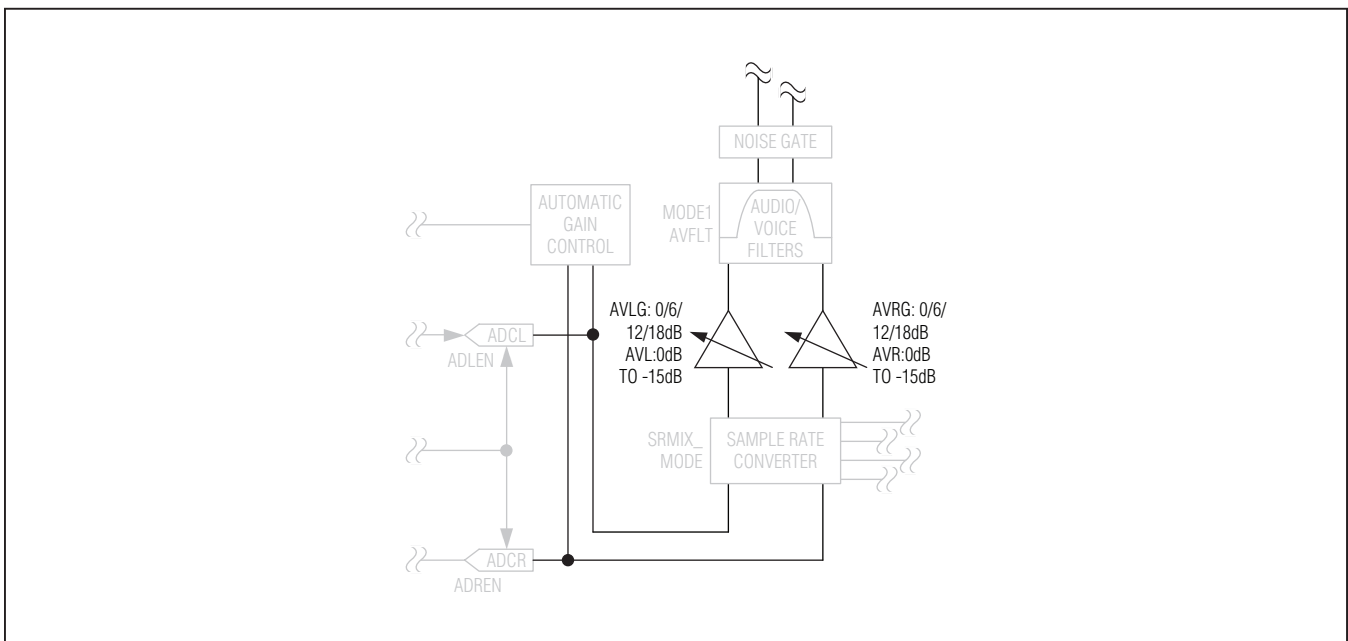 NOISE GATE
AUTOMATIC
GAIN
CONTROL
MODE1
AVFLT
AUDIO/
VOICE
FILTERS
AVLG: 0/6/
12/18dB
AVL:0dB
TO -15dB
AVRG: 0/6/
12/18dB
AVR:0dB
TO -15dB
ADCL
ADLEN
SRMIX_
MODE
SAMPLE RATE
CONVERTER
ADCR
ADREN